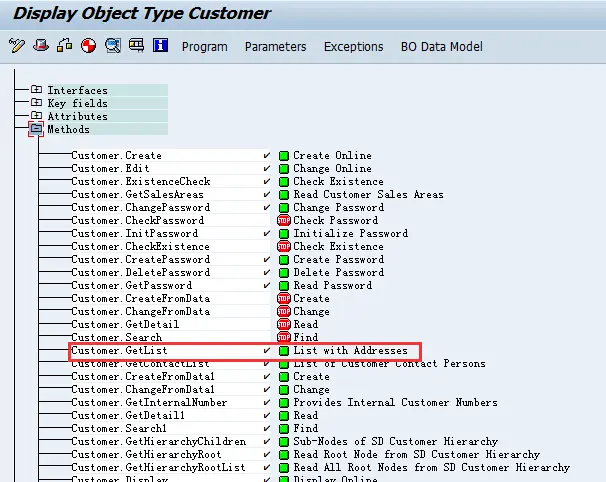 Display Object Type Customer
Program Parameters Exceptions BO Data Model
Interfaces
Key fields
Attributes
Methods
Customer.Create ✓ Create Online
Customer.Edit ✓ Change Online
Customer.ExistenceCheck Check Existence
Customer.GetSalesAreas Read Customer Sales Areas
Customer.ChangePassword ✓ Change Password
Customer.CheckPassword STOP Check Password
Customer.InitPassword ✓ Initialize Password
Customer.CheckExistence STOP Check Existence
Customer.CreatePassword ✓ Create Password
Customer.DeletePassword ✓ Delete Password
Customer.GetPassword ✓ Read Password
Customer.CreateFromData STOP Create
Customer.ChangeFromData STOP Change
Customer.GetDetail STOP Read
Customer.Search STOP Find
Customer.GetList ✓ List with Addresses
Customer.GetContactList List of Customer Contact Persons
Customer.CreateFromData1 ✓ Create
Customer.ChangeFromData1 ✓ Change
Customer.GetInternalNumber ✓ Provides Internal Customer Numbers
Customer.GetDetail1 ✓ Read
Customer.Search1 ✓ Find
Customer.GetHierarchyChildren ✓ Sub-Nodes of SD Customer Hierarchy
Customer.GetHierarchyRoot ✓ Read Root Node from SD Customer Hierarchy
Customer.GetHierarchyRootList ✓ Read All Root Nodes from SD Customer Hierarchy
Customer.Display Display Online